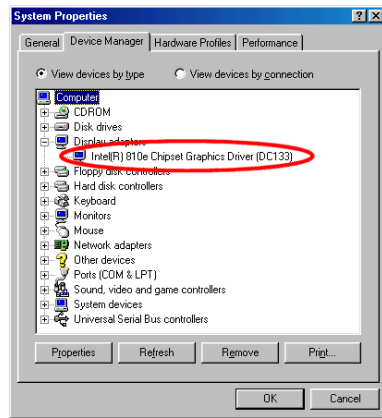 System Properties
General Device Manager Hardware Profiles Performance
View devices by type View devices by connection
Computer
CDROM
Disk drives
Display adapters
Intel(R) 810e Chipset Graphics Driver (DC133)
Floppy disk controllers
Hard disk controllers
Keyboard
Monitors
Mouse
Network adapters
Other devices
Ports (COM & LPT)
Sound, video and game controllers
System devices
Universal Serial Bus controllers
Properties Refresh Remove Print...
OK Cancel